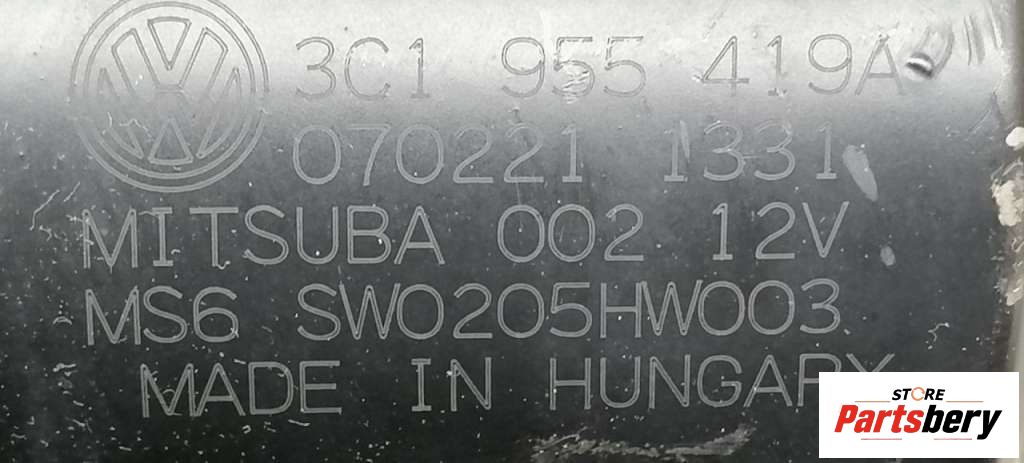 3C1 955 419A
070221 1331
MITSUBA 002 12V
MS6 SW0205HW003
MADE IN HUNGARY
STORE
Partsbery